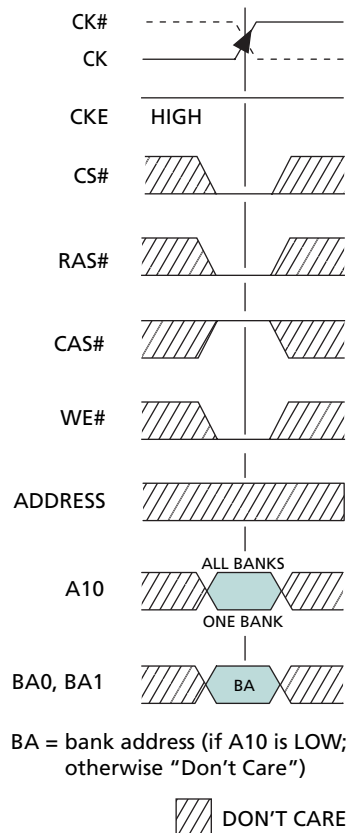 CK#
CK
CKE HIGH
CS#
RAS#
CAS#
WE#
ADDRESS
ALL BANKS
A10
ONE BANK
BA0, BA1 BA
BA = bank address (if A10 is LOW;
otherwise “Don’t Care”)
DON’T CARE